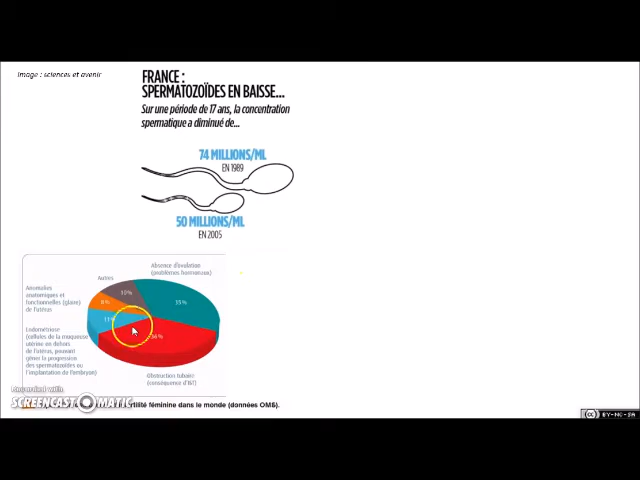 Image : sciences et avenir
FRANCE :
SPERMATOZOÏDES EN BAISSE...
Sur une période de 17 ans, la concentration
spermatique a diminué de...
74 MILLIONS/ML
EN 1989
50 MILLIONS/ML
EN 2005
Absence d'ovulation
(problèmes hormonaux)
Autres
Anomalies
anatomiques et
fonctionnelles (glaire)
de l'utérus
10%
8%
35%
11%
36%
Endométriose
(cellules de la muqueuse
utérine en dehors
de l'utérus, pouvant
gêner la progression
des spermatozoïdes ou
l'implantation de l'embryon)
Obstruction tubaire
(conséquence d'IST)
Recorded with
SCREENCAST-O-MATIC
fertilité féminine dans le monde (données OMS).
BY-NC-SA